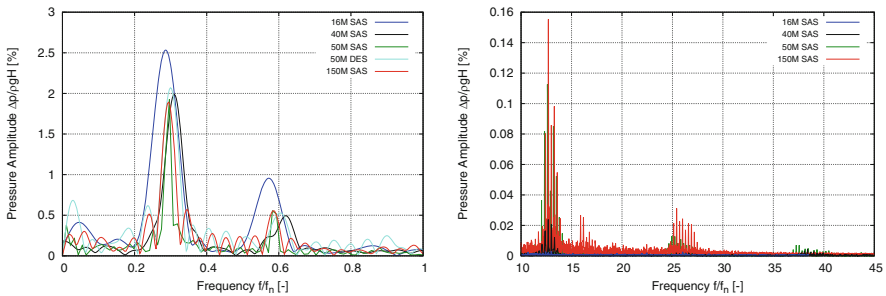 Pressure Amplitude Δp/ρgH [%]
3
2.5
2
1.5
1
0.5
0
16M SAS
40M SAS
50M SAS
50M DES
150M SAS
0 0.2 0.4 0.6 0.8 1
Frequency f/fn [-]
Pressure Amplitude Δp/ρgH [%]
0.16
0.14
0.12
0.1
0.08
0.06
0.04
0.02
0
16M SAS
40M SAS
50M SAS
150M SAS
10 15 20 25 30 35 40 45
Frequency f/fn [-]